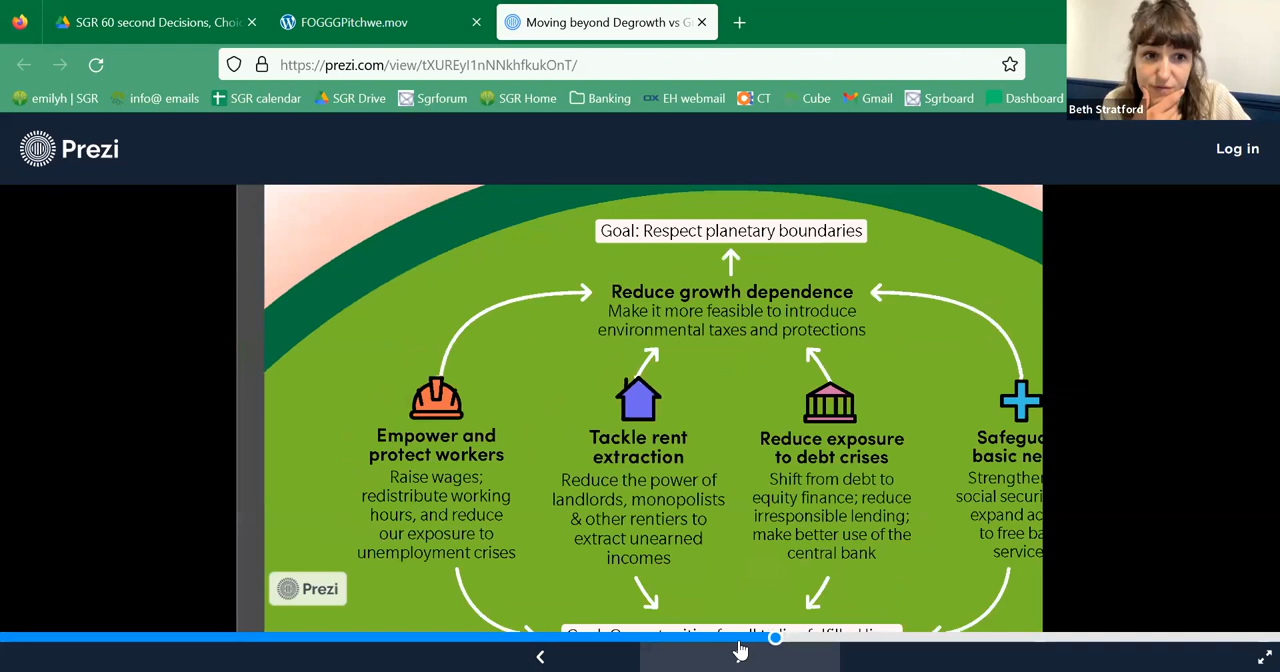 SGR 60 second Decisions, Choi
FOGGGPitchwe.mov
Moving beyond Degrowth vs G
https://prezi.com/view/tXUREyI1nNNkhfkukOnT/
emilyh | SGR
info@ emails
SGR calendar
SGR Drive
Sgrforum
SGR Home
Banking
EH webmail
CT
Cube
Gmail
Sgrboard
Dashboard
Beth Stratford
Prezi
Log in
Goal: Respect planetary boundaries
Reduce growth dependence
Make it more feasible to introduce
environmental taxes and protections
Empower and
protect workers
Raise wages;
redistribute working
hours, and reduce
our exposure to
unemployment crises
Tackle rent
extraction
Reduce the power of
landlords, monopolists
& other rentiers to
extract unearned
incomes
Reduce exposure
to debt crises
Shift from debt to
equity finance; reduce
irresponsible lending;
make better use of the
central bank
Safegu
basic ne
Strengthen
social securi
expand ac
to free ba
service
Prezi